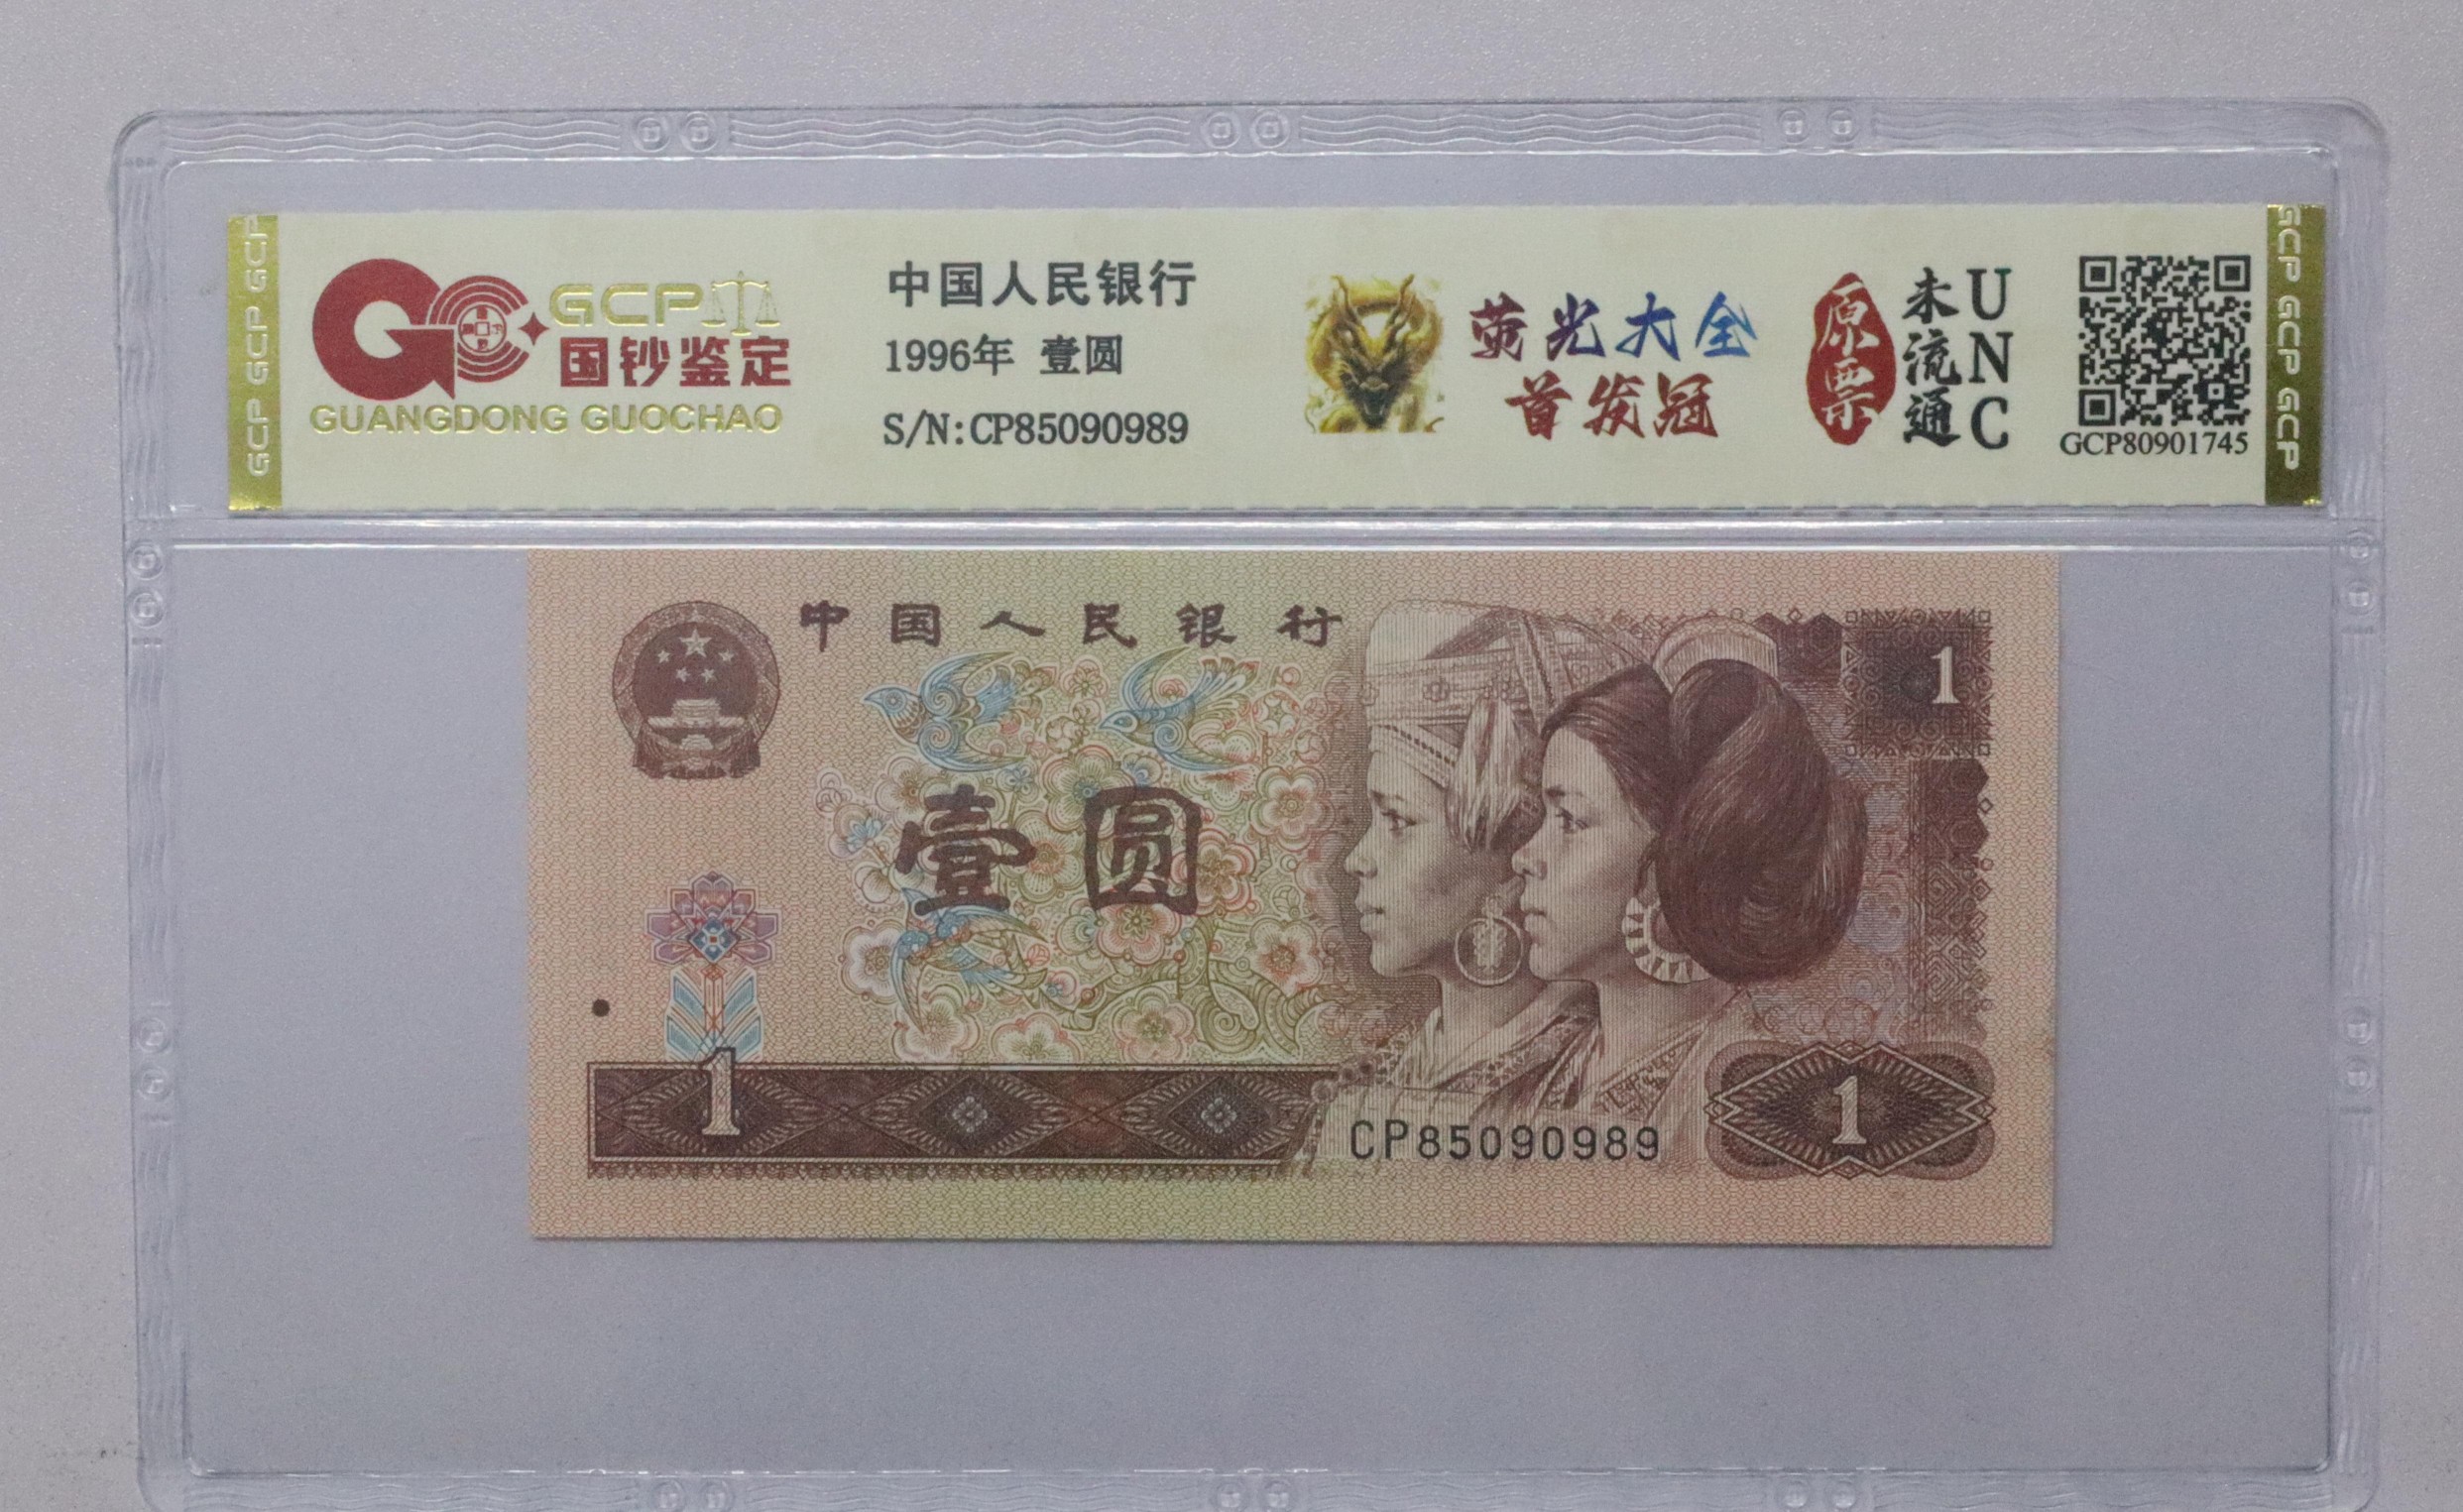 GCP GCP GCP
GCP
国钞鉴定
GUANGDONG GUOCHAO
中国人民银行
1996年 壹圆
S/N:CP85090989
荧光大全
首发冠
原票
未流通
UNC
GCP80901745
GCP GCP GCP
中国人民银行
1
壹圆
1
CP85090989
1